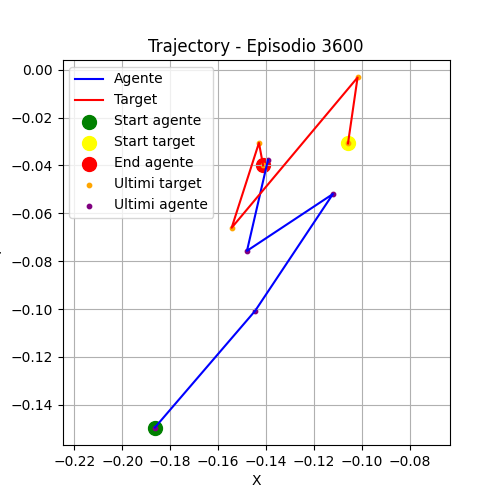 Trajectory - Episodio 3600
Agente
Target
Start agente
Start target
End agente
Ultimi target
Ultimi agente
0.00
−0.02
−0.04
−0.06
−0.08
−0.10
−0.12
−0.14
−0.22 −0.20 −0.18 −0.16 −0.14 −0.12 −0.10 −0.08
X